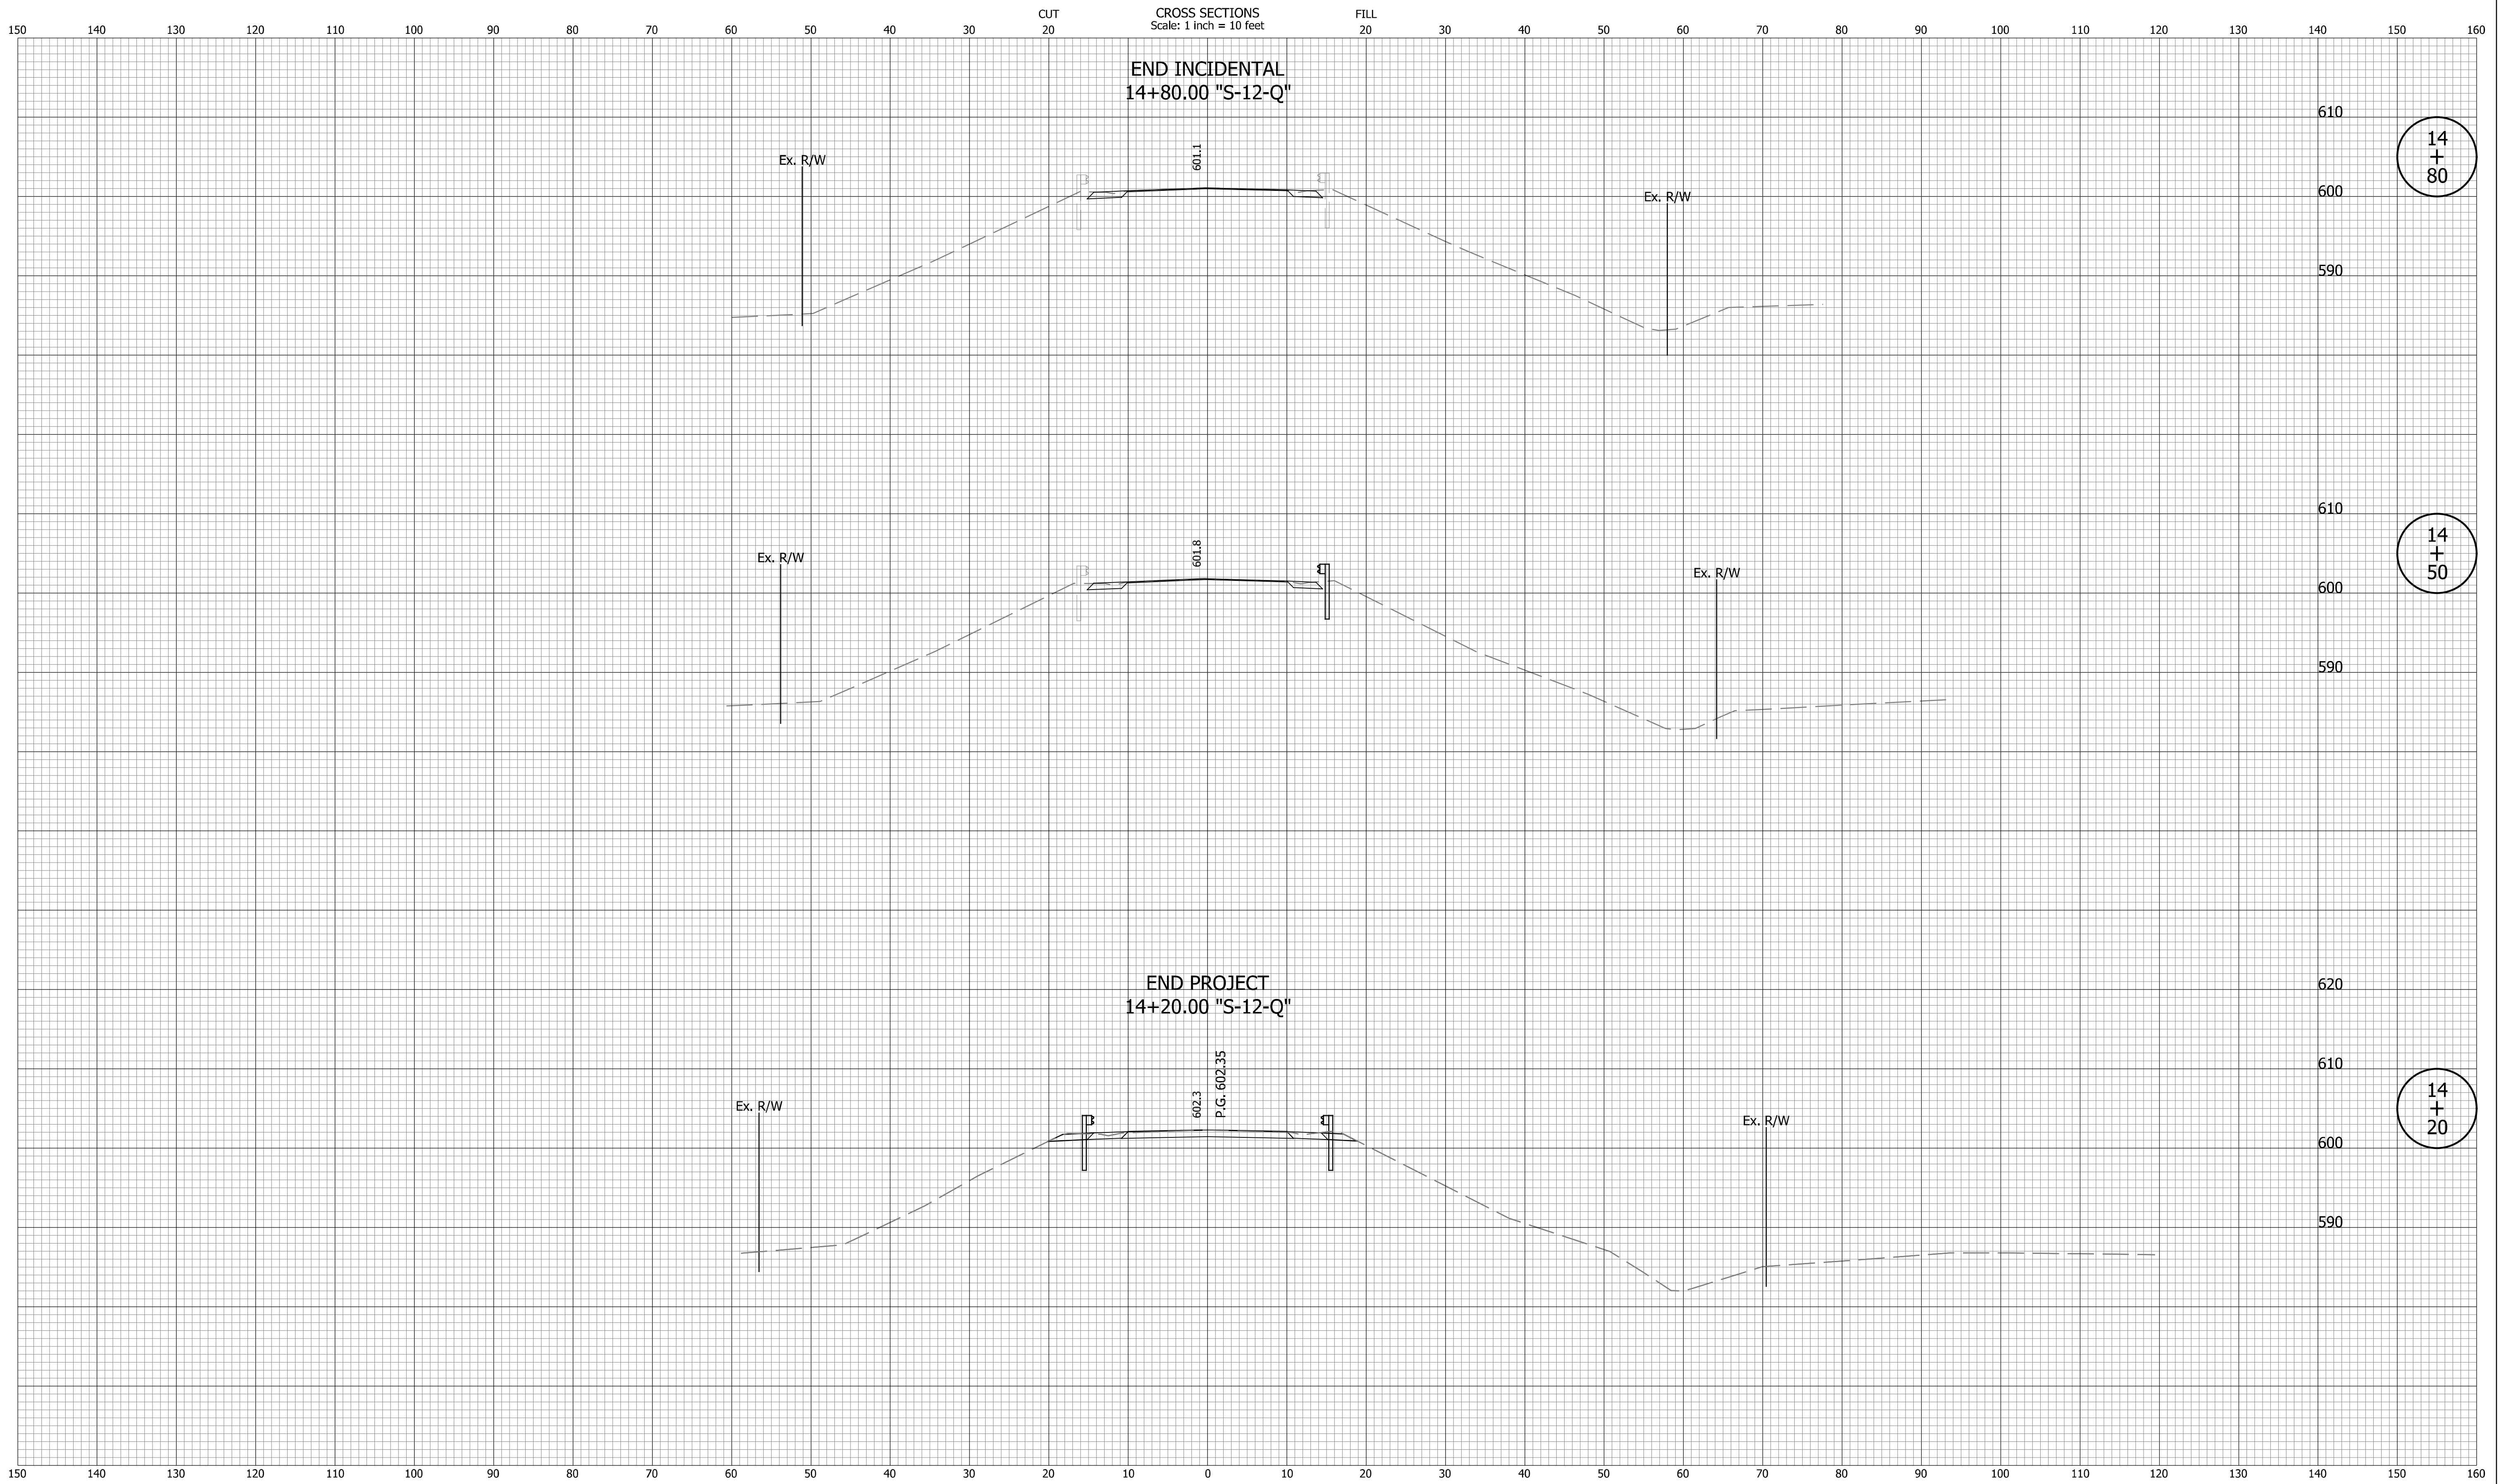 CUT CROSS SECTIONS FILL
Scale: 1 inch = 10 feet
150 140 130 120 110 100 90 80 70 60 50 40 30 20 20 30 40 50 60 70 80 90 100 110 120 130 140 150 160
END INCIDENTAL
14+80.00 "S-12-Q"
610
14
+
80
601.1
Ex. R/W
600
Ex. R/W
590
610
14
+
50
601.8
Ex. R/W
Ex. R/W
600
590
END PROJECT
620
14+20.00 "S-12-Q"
610
14
+
20
P.G. 602.35
602.3
Ex. R/W
Ex. R/W
600
590
150 140 130 120 110 100 90 80 70 60 50 40 30 20 10 0 10 20 30 40 50 60 70 80 90 100 110 120 130 140 150 160